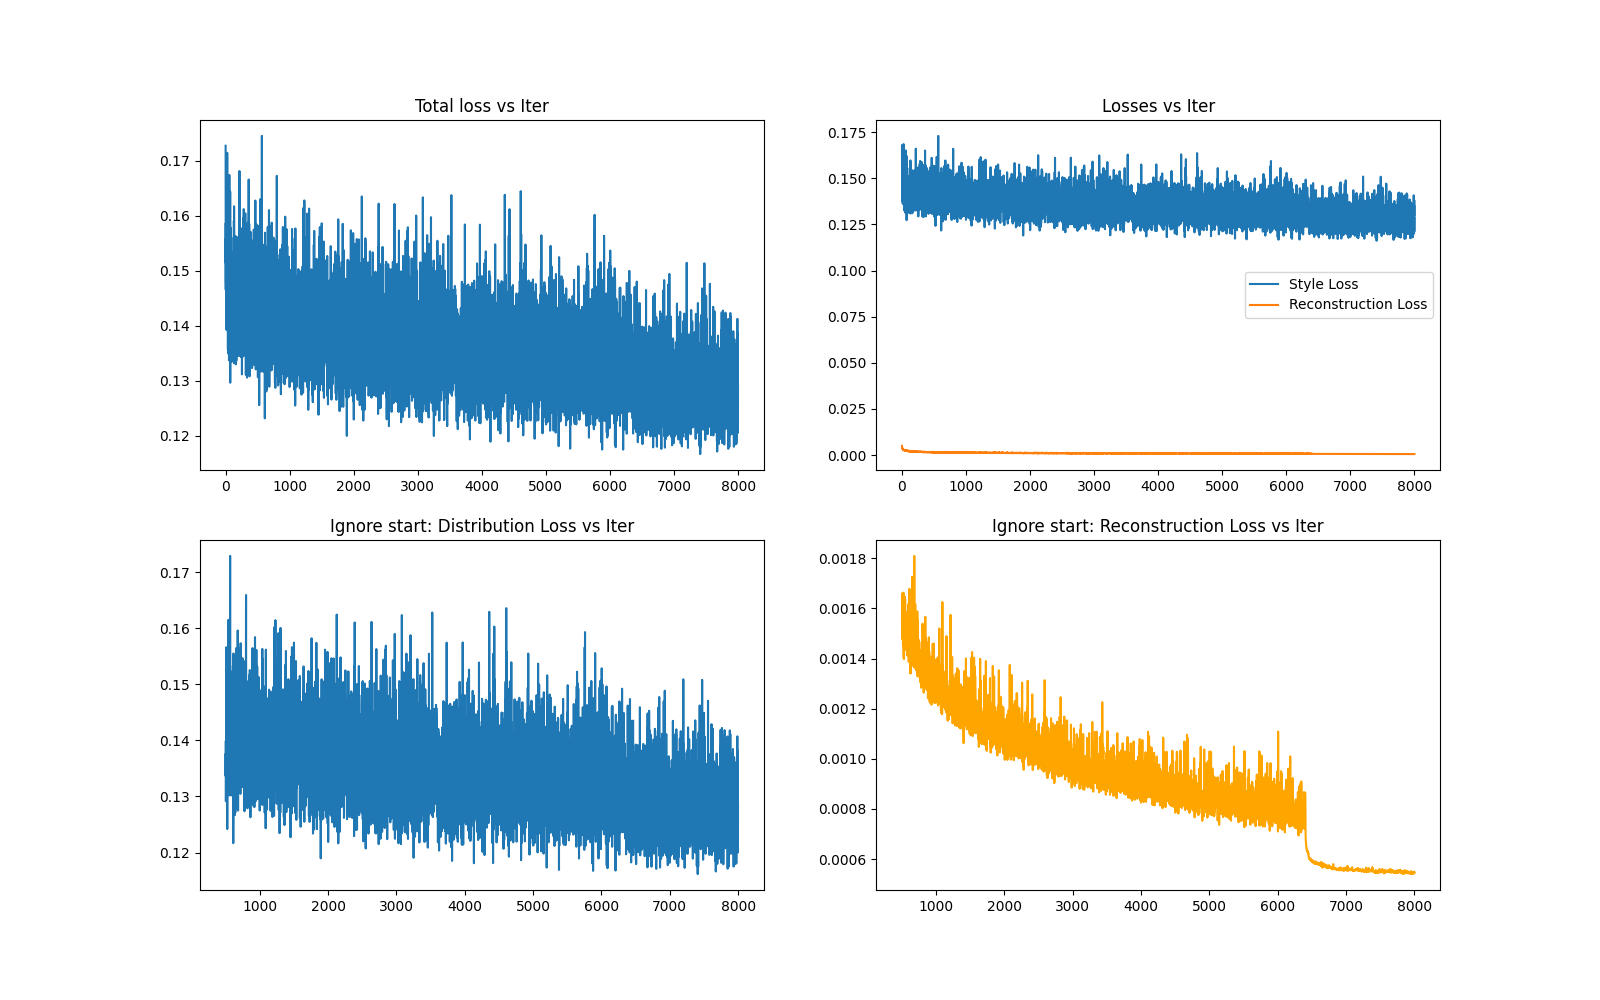 Total loss vs Iter
0.17
0.16
0.15
0.14
0.13
0.12
0 1000 2000 3000 4000 5000 6000 7000 8000
Losses vs Iter
0.175
0.150
0.125
0.100
0.075
0.050
0.025
0.000
Style Loss
Reconstruction Loss
0 1000 2000 3000 4000 5000 6000 7000 8000
Ignore start: Distribution Loss vs Iter
0.17
0.16
0.15
0.14
0.13
0.12
1000 2000 3000 4000 5000 6000 7000 8000
Ignore start: Reconstruction Loss vs Iter
0.0018
0.0016
0.0014
0.0012
0.0010
0.0008
0.0006
1000 2000 3000 4000 5000 6000 7000 8000